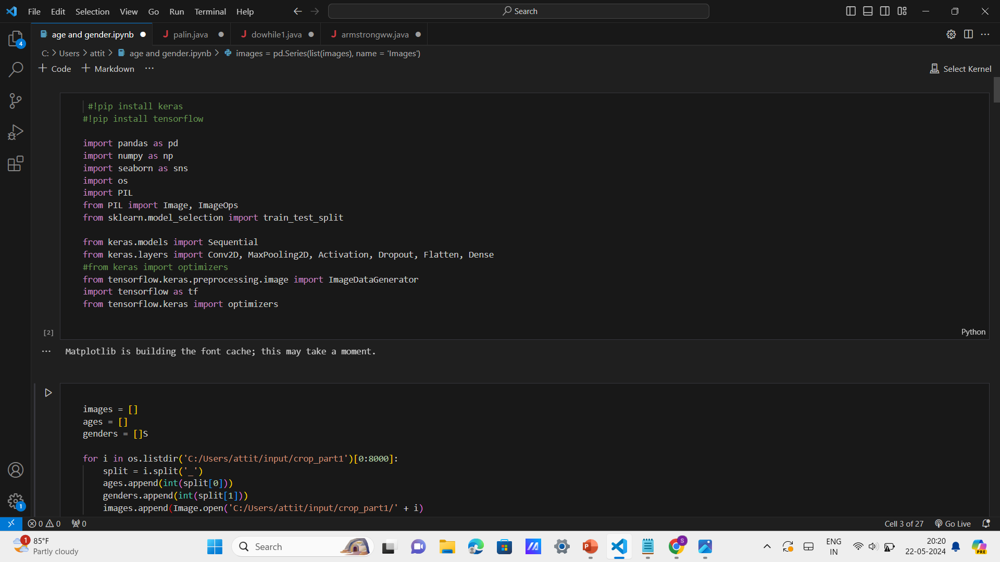 File Edit Selection View Go Run Terminal Help
Search
age and gender.ipynb palin.java dowhile1.java armstrongww.java
C: > Users > attit > age and gender.ipynb > images = pd.Series(list(images), name = 'Images')
+ Code + Markdown ...
Select Kernel
4
#!pip install keras
#!pip install tensorflow
import pandas as pd
import numpy as np
import seaborn as sns
import os
import PIL
from PIL import Image, ImageOps
from sklearn.model_selection import train_test_split
from keras.models import Sequential
from keras.layers import Conv2D, MaxPooling2D, Activation, Dropout, Flatten, Dense
#from keras import optimizers
from tensorflow.keras.preprocessing.image import ImageDataGenerator
import tensorflow as tf
from tensorflow.keras import optimizers
[2]
Python
... Matplotlib is building the font cache; this may take a moment.
images = []
ages = []
genders = []S
for i in os.listdir('C:/Users/attit/input/crop_part1')[0:8000]:
split = i.split('_')
ages.append(int(split[0]))
genders.append(int(split[1]))
images.append(Image.open('C:/Users/attit/input/crop_part1/' + i)
1
0 0 0
Cell 3 of 27 Go Live
1 85°F
Partly cloudy
Search
P
S
ENG
IN
20:20
22-05-2024
PRE